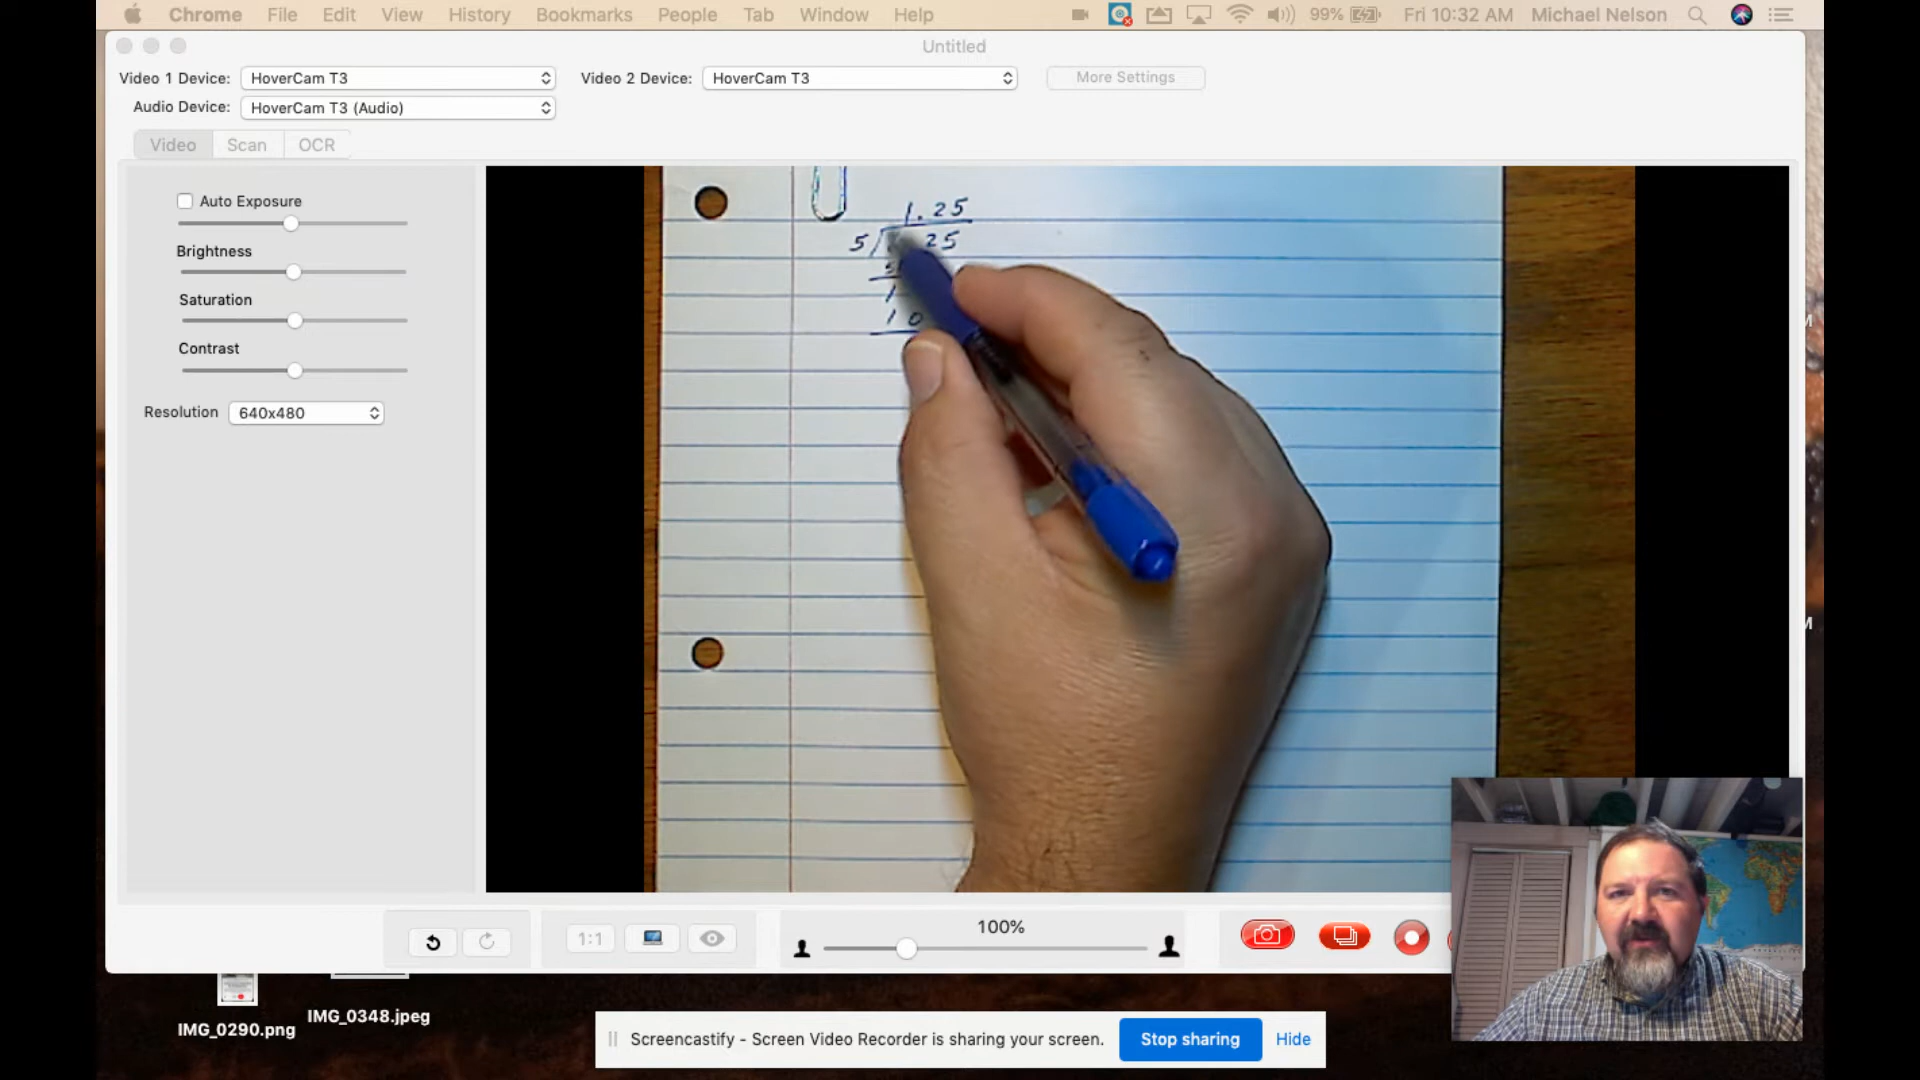 Chrome File Edit View History Bookmarks People Tab Window Help 99% Fri 10:32 AM Michael Nelson
Untitled
Video 1 Device: HoverCam T3 Video 2 Device: HoverCam T3 More Settings
Audio Device: HoverCam T3 (Audio)
Video Scan OCR
Auto Exposure
Brightness
Saturation
Contrast
Resolution 640x480
1.25
5 25
1
10
M
M
1:1 100%
IMG_0290.png IMG_0348.jpeg
Screencastify - Screen Video Recorder is sharing your screen. Stop sharing Hide